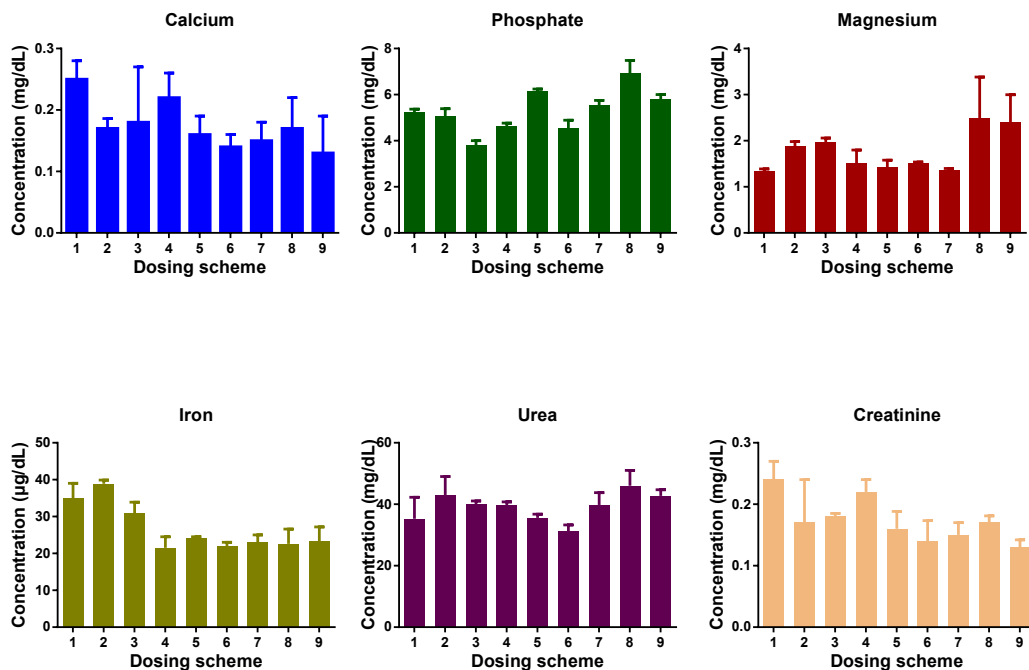 Calcium
Phosphate
Magnesium
Concentration (mg/dL)
0.3
0.2
0.1
0.0
1 2 3 4 5 6 7 8 9
Dosing scheme
Concentration (mg/dL)
8
6
4
2
0
1 2 3 4 5 6 7 8 9
Dosing scheme
Concentration (mg/dL)
4
3
2
1
0
1 2 3 4 5 6 7 8 9
Dosing scheme
Iron
Urea
Creatinine
Concentration (µg/dL)
50
40
30
20
10
0
1 2 3 4 5 6 7 8 9
Dosing scheme
Concentration (mg/dL)
60
40
20
0
1 2 3 4 5 6 7 8 9
Dosing scheme
Concentration (mg/dL)
0.3
0.2
0.1
0.0
1 2 3 4 5 6 7 8 9
Dosing scheme